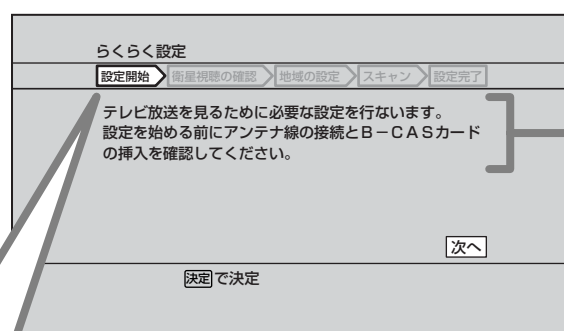 らくらく設定
設定開始 衛星視聴の確認 地域の設定 スキャン 設定完了
テレビ放送を見るために必要な設定を行ないます。
設定を始める前にアンテナ線の接続とB－CASカード
の挿入を確認してください。
次へ
決定で決定